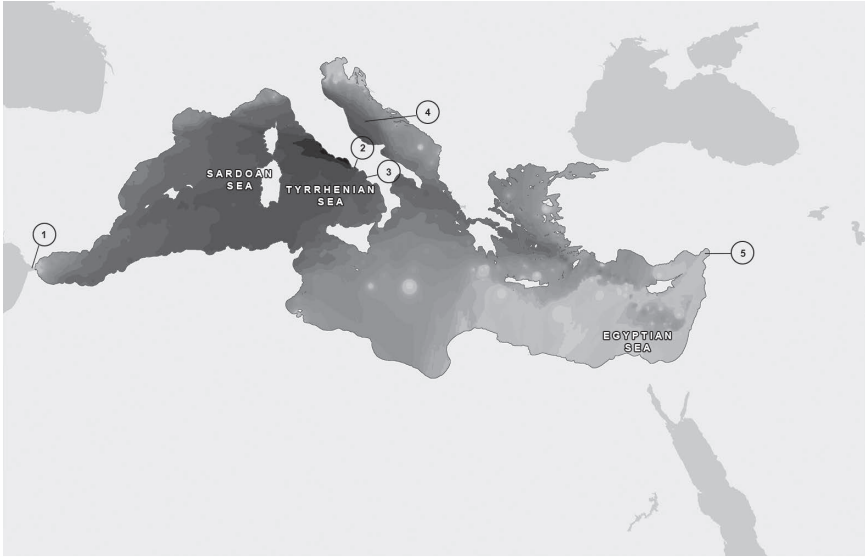 4
2
3
SARDOAN
SEA
TYRRHENIAN
SEA
1
5
EGYPTIAN
SEA